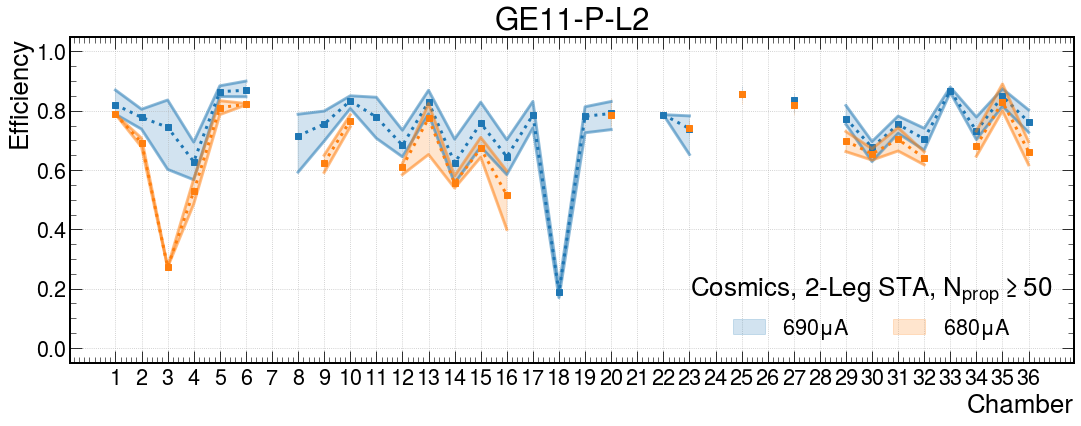 GE11-P-L2
Efficiency
1.0
0.8
0.6
0.4
0.2
0.0
Cosmics, 2-Leg STA, Nprop ≥ 50
690μA 680μA
1 2 3 4 5 6 7 8 9 10 11 12 13 14 15 16 17 18 19 20 21 22 23 24 25 26 27 28 29 30 31 32 33 34 35 36
Chamber